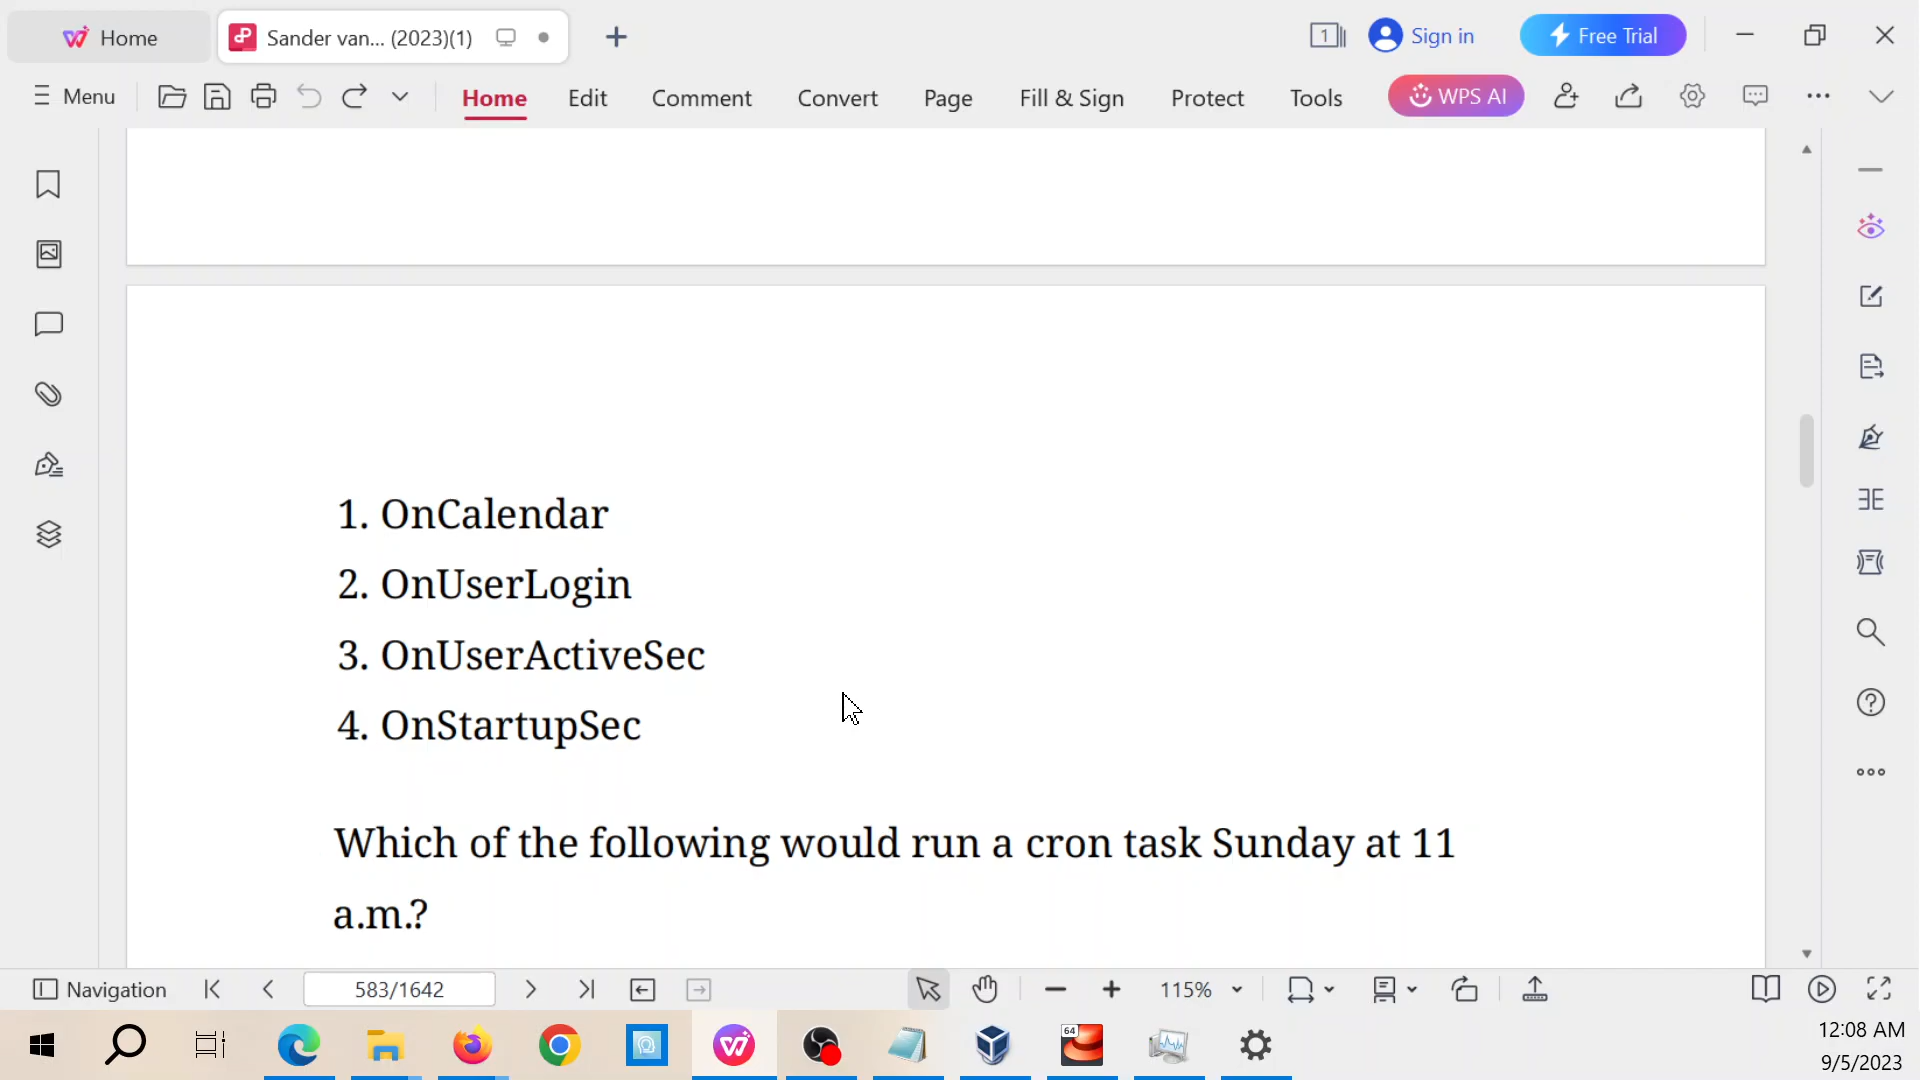 Home
Sander van... (2023)(1)
1
Sign in
Free Trial
Menu
Home
Edit
Comment
Convert
Page
Fill & Sign
Protect
Tools
WPS AI
1. OnCalendar
2. OnUserLogin
3. OnUserActiveSec
4. OnStartupSec
Which of the following would run a cron task Sunday at 11
a.m.?
Navigation
583/1642
115%
64
12:08 AM
9/5/2023